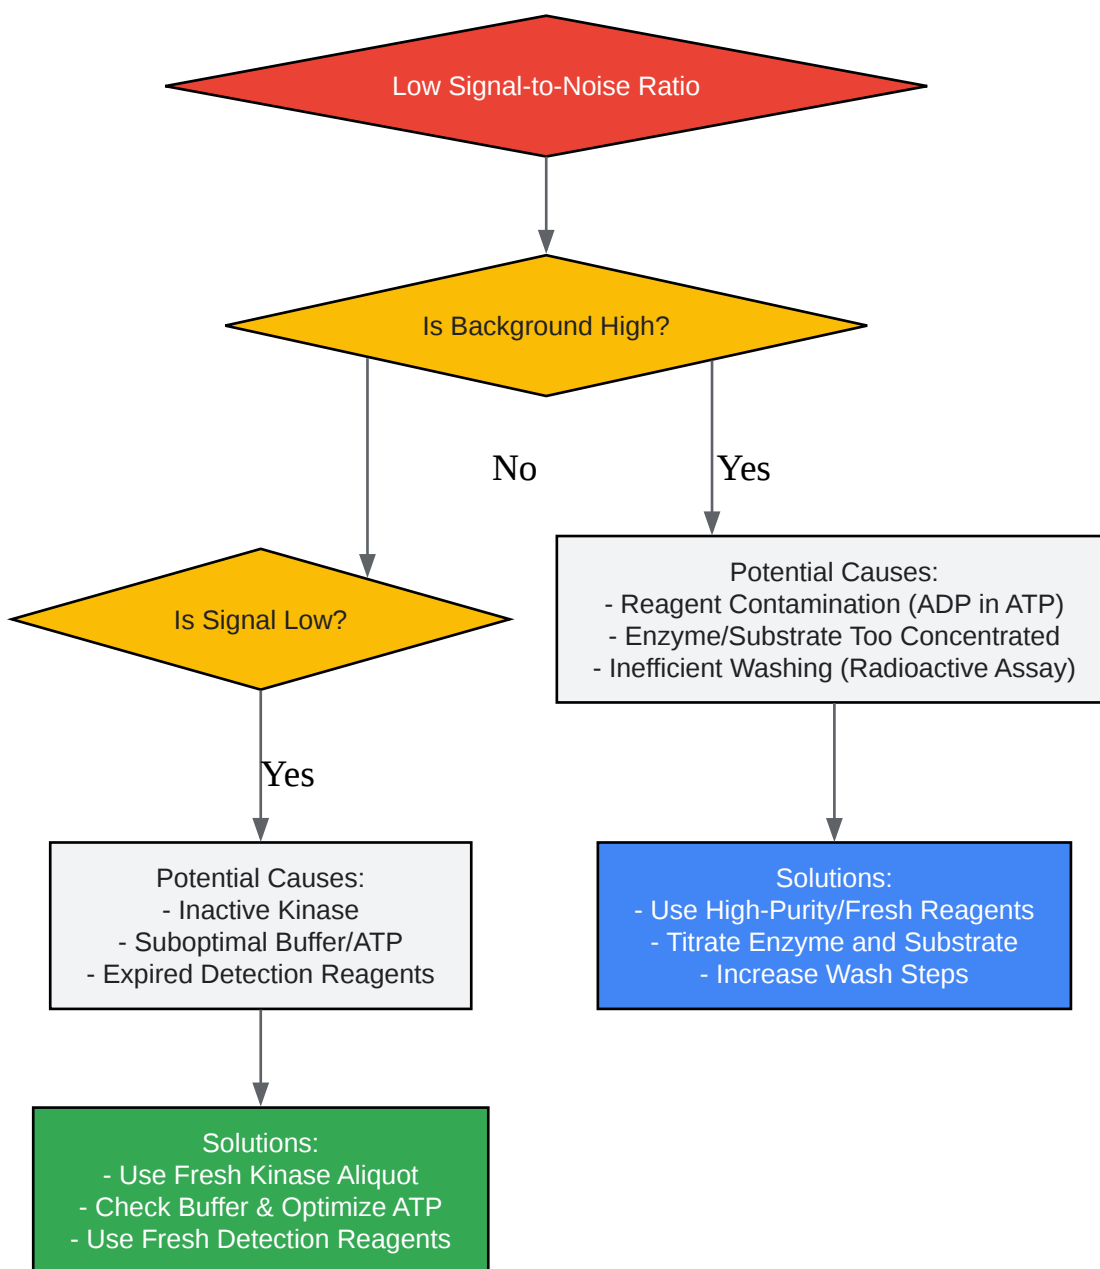 Low Signal-to-Noise Ratio
Is Background High?
No
Yes
Is Signal Low?
Potential Causes:
- Reagent Contamination (ADP in ATP)
- Enzyme/Substrate Too Concentrated
- Inefficient Washing (Radioactive Assay)
Yes
Potential Causes:
- Inactive Kinase
- Suboptimal Buffer/ATP
- Expired Detection Reagents
Solutions:
- Use High-Purity/Fresh Reagents
- Titrate Enzyme and Substrate
- Increase Wash Steps
Solutions:
- Use Fresh Kinase Aliquot
- Check Buffer & Optimize ATP
- Use Fresh Detection Reagents